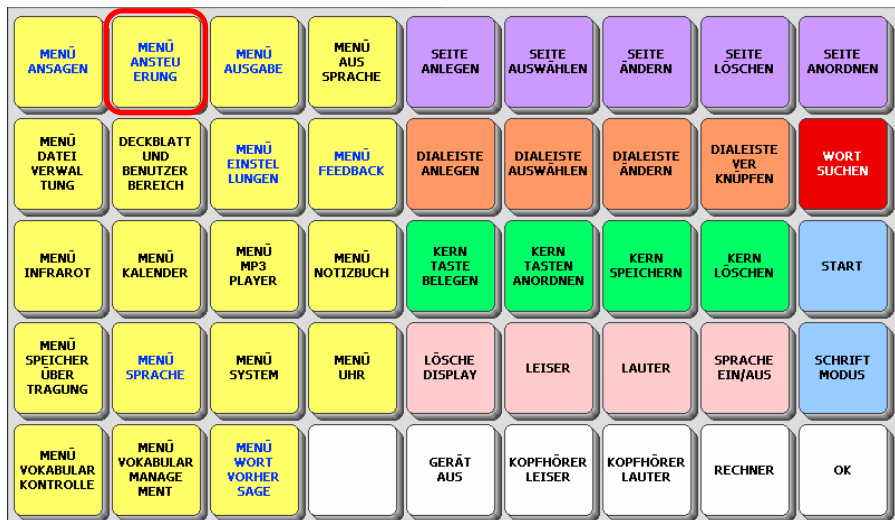 MENÜ
ANSAGEN
MENÜ
ANSTEU
ERUNG
MENÜ
AUSGABE
MENÜ
AUS
SPRACHE
SEITE
ANLEGEN
SEITE
AUSWÄHLEN
SEITE
ÄNDERN
SEITE
LÖSCHEN
SEITE
ANORDNEN
MENÜ
DATEI
VERWAL
TUNG
DECKBLATT
UND
BENUTZER
BEREICH
MENÜ
EINSTEL
LUNGEN
MENÜ
FEEDBACK
DIALEISTE
ANLEGEN
DIALEISTE
AUSWÄHLEN
DIALEISTE
ÄNDERN
DIALEISTE
VER
KNÜPFEN
WORT
SUCHEN
MENÜ
INFRAROT
MENÜ
KALENDER
MENÜ
MP3
PLAYER
MENÜ
NOTIZBUCH
KERN
TASTE
BELEGEN
KERN
TASTEN
ANORDNEN
KERN
SPEICHERN
KERN
LÖSCHEN
START
MENÜ
SPEICHER
ÜBER
TRAGUNG
MENÜ
SPRACHE
MENÜ
SYSTEM
MENÜ
UHR
LÖSCHE
DISPLAY
LEISER
LAUTER
SPRACHE
EIN/AUS
SCHRIFT
MODUS
MENÜ
VOKABULAR
KONTROLLE
MENÜ
VOKABULAR
MANAGE
MENT
MENÜ
WORT
VORHER
SAGE
GERÄT
AUS
KOPFHÖRER
LEISER
KOPFHÖRER
LAUTER
RECHNER
OK